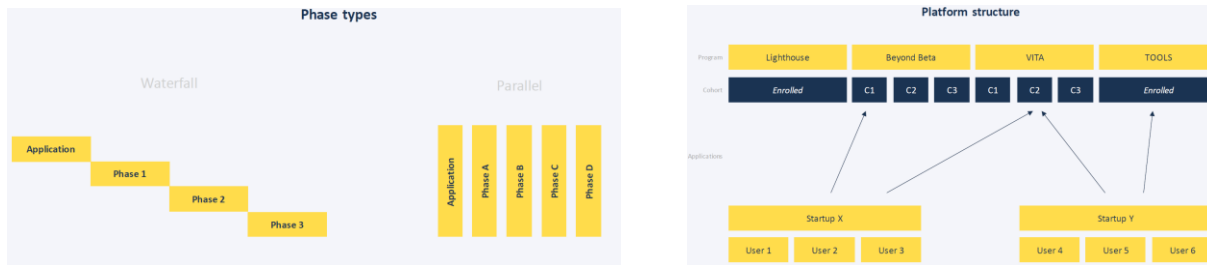 Phase types
Waterfall
Parallel
Application
Phase 1
Phase 2
Phase 3
Application
Phase A
Phase B
Phase C
Phase D
Platform structure
Program
Lighthouse
Beyond Beta
VITA
TOOLS
Cohort
Enrolled
C1
C2
C3
C1
C2
C3
Enrolled
Applications
Startup X
Startup Y
User 1
User 2
User 3
User 4
User 5
User 6